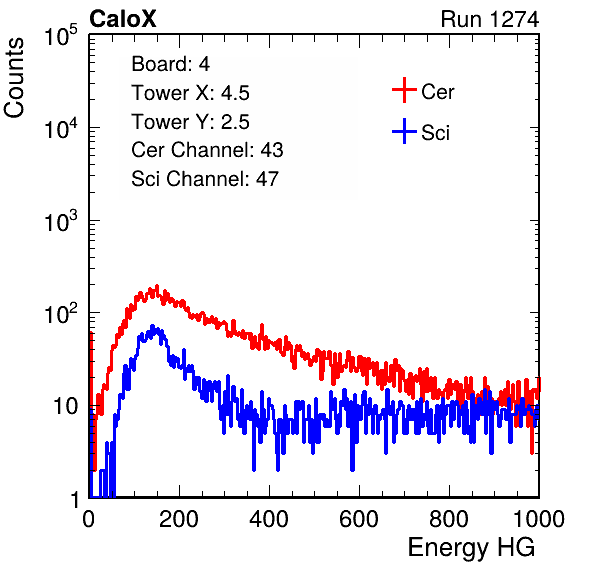 CaloX Run 1274
Counts
10^5
10^4
10^3
10^2
10
1
Board: 4
Tower X: 4.5
Tower Y: 2.5
Cer Channel: 43
Sci Channel: 47
Cer
Sci
0 200 400 600 800 1000
Energy HG